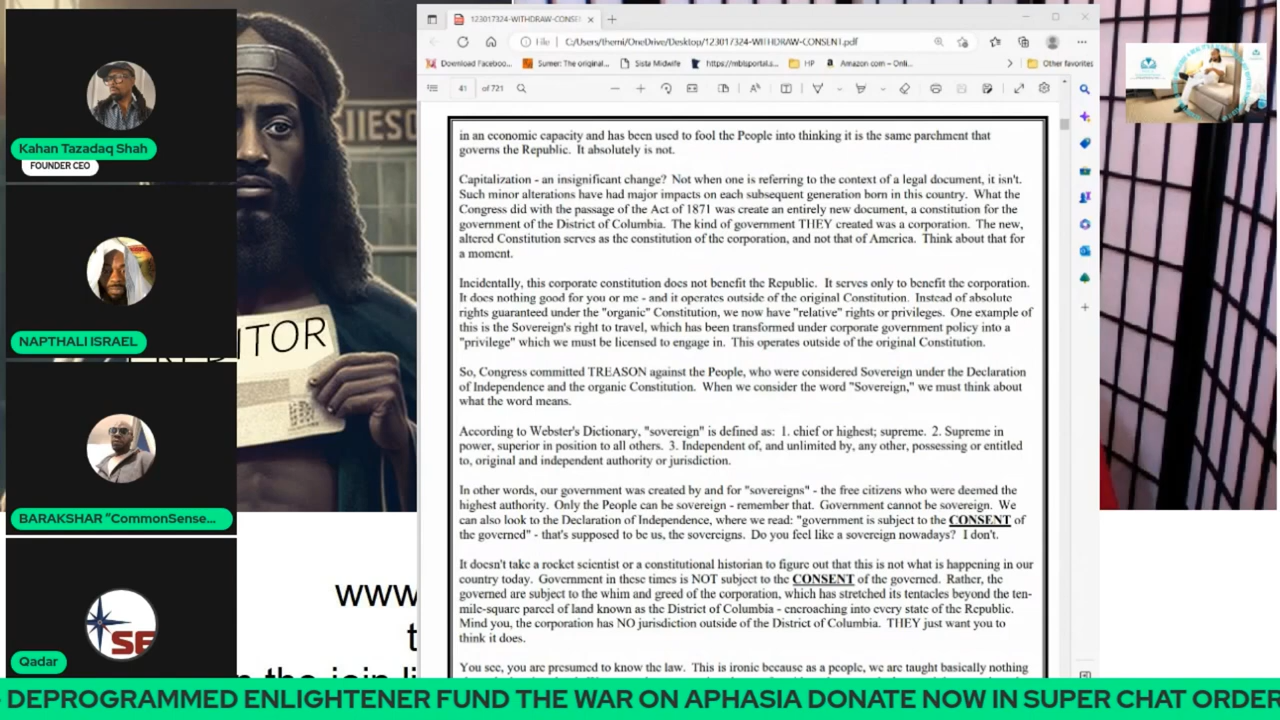 Kahan Tazadaq Shah
FOUNDER CEO
NAPTHALI ISRAEL
BARAKSHAR "CommonSense...
Qadar
SF
ITOR
www
123017324-WITHDRAW-CONSE
File
C:/Users/themi/OneDrive/Desktop/123017324-WITHDRAW-CONSENT.pdf
Download Faceboo...
Sumer: The original...
Sista Midwife
https://mblsportal.s...
HP
Amazon.com – Onli...
Other favorites
41 of 721
in an economic capacity and has been used to fool the People into thinking it is the same parchment that
governs the Republic. It absolutely is not.
Capitalization - an insignificant change? Not when one is referring to the context of a legal document, it isn't.
Such minor alterations have had major impacts on each subsequent generation born in this country. What the
Congress did with the passage of the Act of 1871 was create an entirely new document, a constitution for the
government of the District of Columbia. The kind of government THEY created was a corporation. The new,
altered Constitution serves as the constitution of the corporation, and not that of America. Think about that for
a moment.
Incidentally, this corporate constitution does not benefit the Republic. It serves only to benefit the corporation.
It does nothing good for you or me - and it operates outside of the original Constitution. Instead of absolute
rights guaranteed under the "organic" Constitution, we now have "relative" rights or privileges. One example of
this is the Sovereign's right to travel, which has been transformed under corporate government policy into a
"privilege" which we must be licensed to engage in. This operates outside of the original Constitution.
So, Congress committed TREASON against the People, who were considered Sovereign under the Declaration
of Independence and the organic Constitution. When we consider the word "Sovereign," we must think about
what the word means.
According to Webster's Dictionary, "sovereign" is defined as: 1. chief or highest; supreme. 2. Supreme in
power, superior in position to all others. 3. Independent of, and unlimited by, any other, possessing or entitled
to, original and independent authority or jurisdiction.
In other words, our government was created by and for "sovereigns" - the free citizens who were deemed the
highest authority. Only the People can be sovereign - remember that. Government cannot be sovereign. We
can also look to the Declaration of Independence, where we read: "government is subject to the CONSENT of
the governed" - that's supposed to be us, the sovereigns. Do you feel like a sovereign nowadays? I don't.
It doesn't take a rocket scientist or a constitutional historian to figure out that this is not what is happening in our
country today. Government in these times is NOT subject to the CONSENT of the governed. Rather, the
governed are subject to the whim and greed of the corporation, which has stretched its tentacles beyond the ten-
mile-square parcel of land known as the District of Columbia - encroaching into every state of the Republic.
Mind you, the corporation has NO jurisdiction outside of the District of Columbia. THEY just want you to
think it does.
You see, you are presumed to know the law. This is ironic because as a people, we are taught basically nothing
DEPROGRAMMED ENLIGHTENER FUND THE WAR ON APHASIA DONATE NOW IN SUPER CHAT ORDER